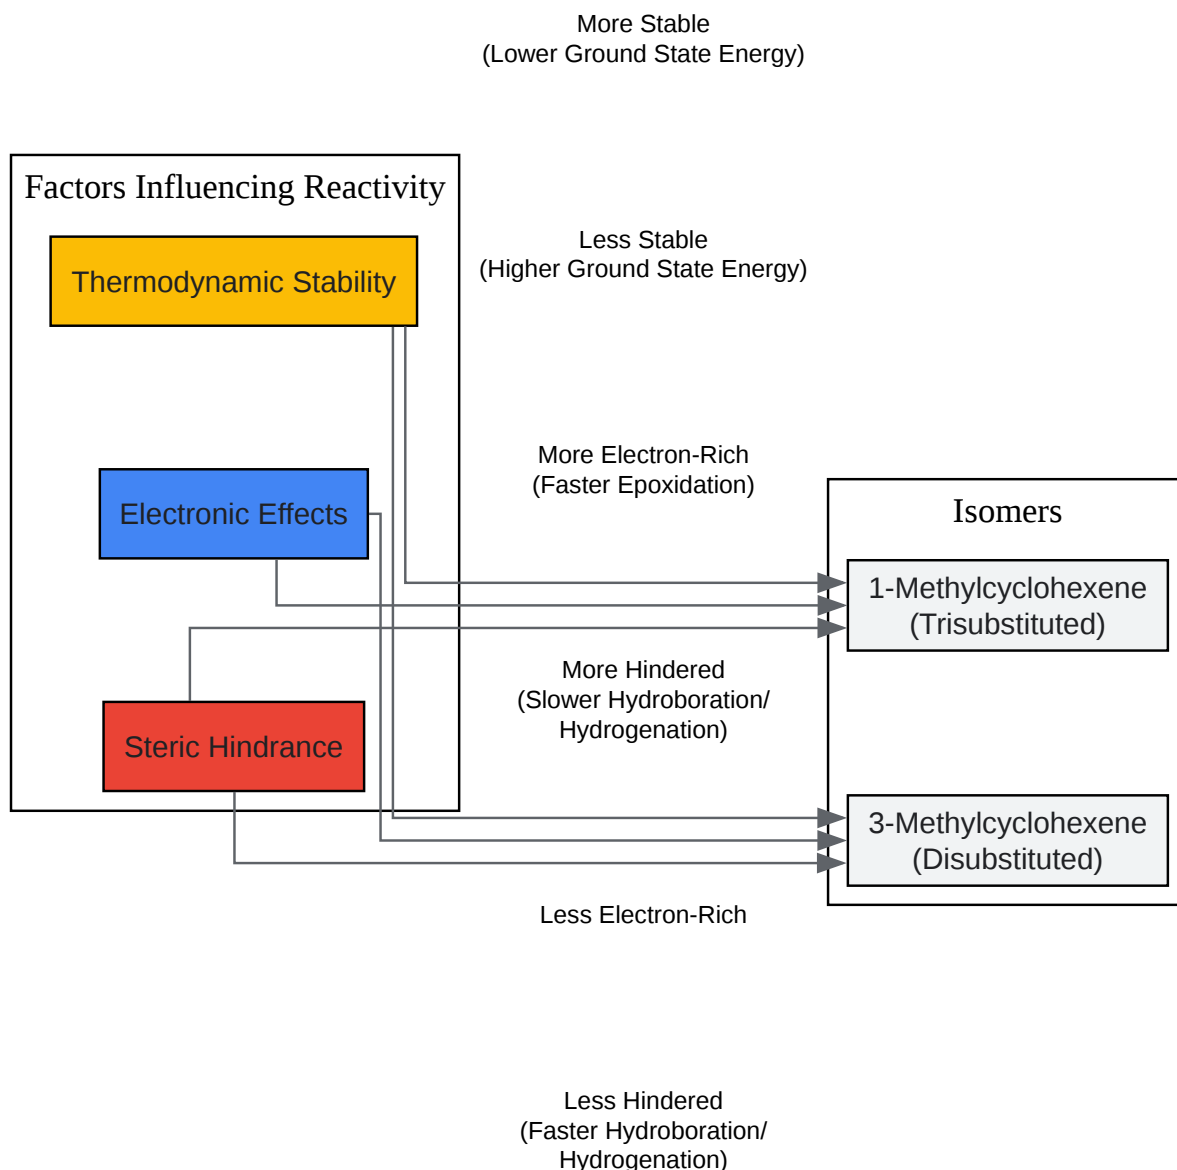 More Stable
(Lower Ground State Energy)
Factors Influencing Reactivity
Thermodynamic Stability
Less Stable
(Higher Ground State Energy)
More Electron-Rich
(Faster Epoxidation)
Electronic Effects
Isomers
1-Methylcyclohexene
(Trisubstituted)
More Hindered
(Slower Hydroboration/
Hydrogenation)
Steric Hindrance
3-Methylcyclohexene
(Disubstituted)
Less Electron-Rich
Less Hindered
(Faster Hydroboration/
Hydrogenation)